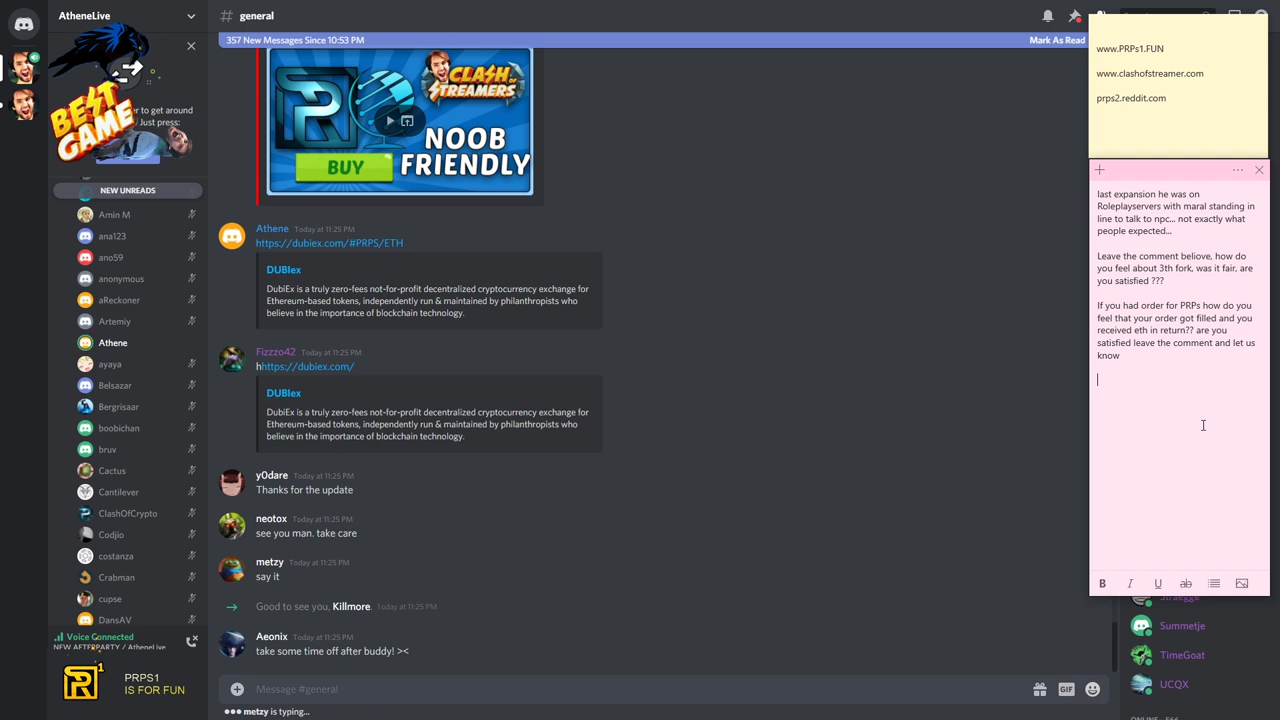 AtheneLive
BEST
GAME
er to get around
Just press:
NEW UNREADS
Amin M
ana123
ano59
anonymous
aReckoner
Artemiy
Athene
ayaya
Belsazar
Bergrisaar
boobichan
bruv
Cactus
Cantilever
ClashOfCrypto
Codjio
costanza
Crabman
cupse
DansAV
Voice Connected
NEW AFTERPARTY / AtheneLive
PRPS1
IS FOR FUN
# general
357 New Messages Since 10:53 PM
Mark As Read
CLASH OF
STREAMERS
NOOB
FRIENDLY
BUY
Athene Today at 11:25 PM
https://dubiex.com/#PRPS/ETH
DUBIex
DubiEx is a truly zero-fees not-for-profit decentralized cryptocurrency exchange for
Ethereum-based tokens, independently run & maintained by philanthropists who
believe in the importance of blockchain technology.
Fizzzo42 Today at 11:25 PM
hhttps://dubiex.com/
DUBIex
DubiEx is a truly zero-fees not-for-profit decentralized cryptocurrency exchange for
Ethereum-based tokens, independently run & maintained by philanthropists who
believe in the importance of blockchain technology.
y0dare Today at 11:25 PM
Thanks for the update
neotox Today at 11:25 PM
see you man. take care
metzy Today at 11:25 PM
say it
Good to see you, Killmore. Today at 11:25 PM
Aeonix Today at 11:25 PM
take some time off after buddy! ><
Message #general
GIF
metzy is typing...
www.PRPs1.FUN
www.clashofstreamer.com
prps2.reddit.com
last expansion he was on
Roleplayservers with maral standing in
line to talk to npc... not exactly what
people expected...
Leave the comment beliove, how do
you feel about 3th fork, was it fair, are
you satisfied ???
If you had order for PRPs how do you
feel that your order got filled and you
received eth in return?? are you
satisfied leave the comment and let us
know
B I U ab
Summetje
TimeGoat
UCQX